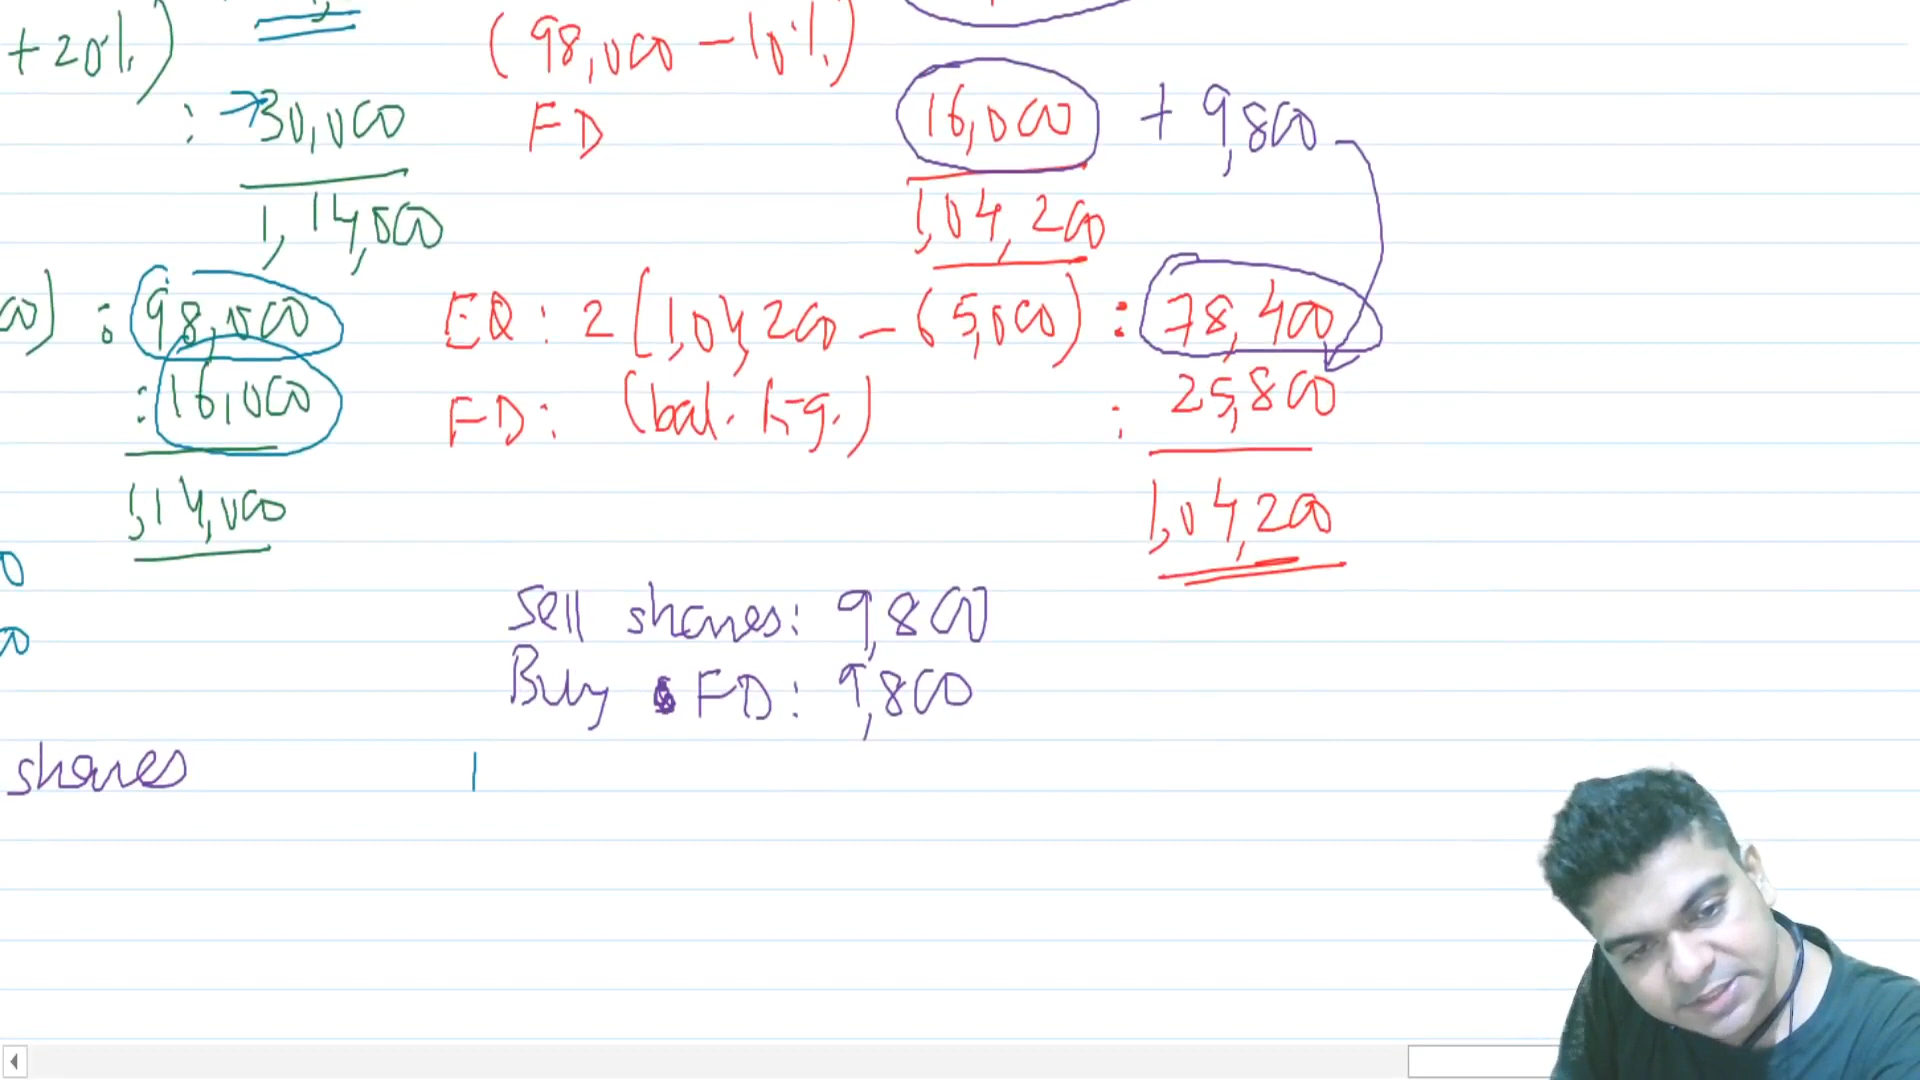 +20%)
(98,000 - 10%)
: → 30,000
FD
16,000 + 9,800
1,14,000
1,04,200
: 98,000
EQ: 2 (1,04,200 - 65,000) : 78,400
: 16,000
FD: (bal. fig.) : 25,800
1,14,000
1,04,200
Sell shares: 9,800
Buy FD: 9,800
shares